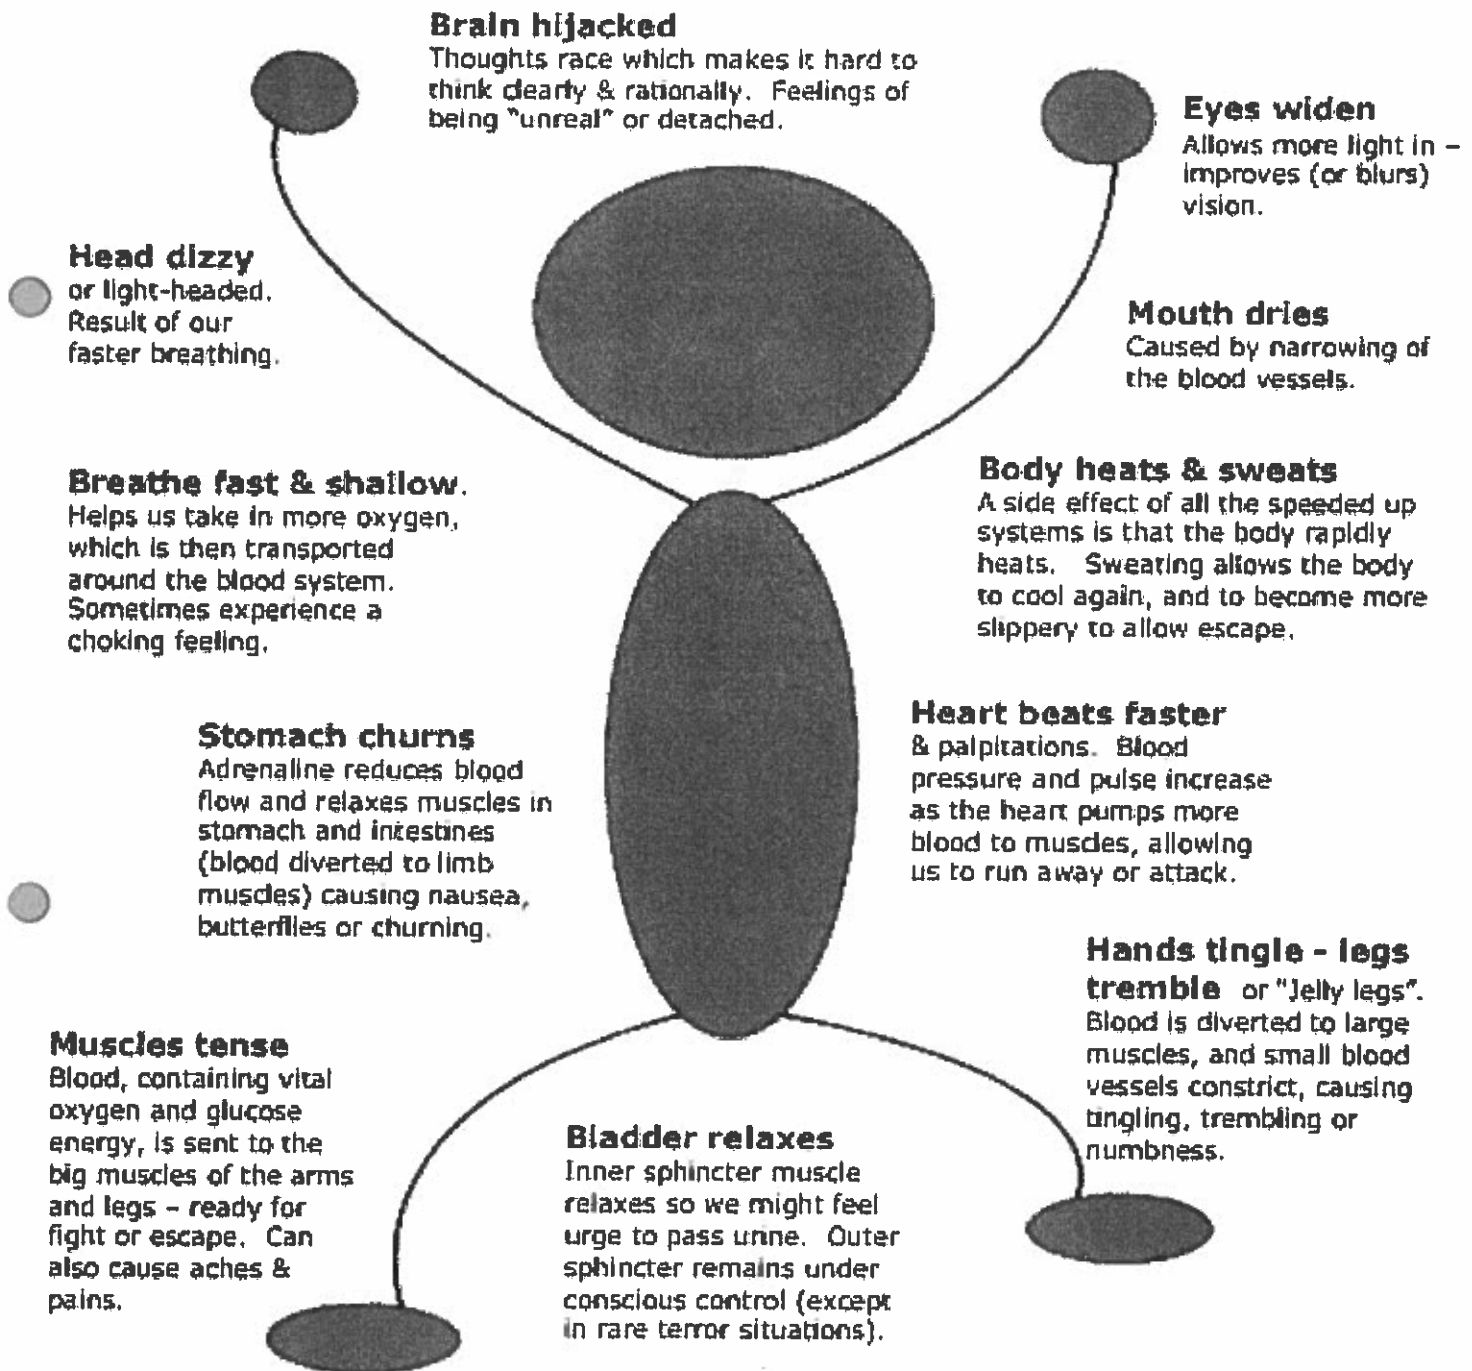 Brain hijacked
Thoughts race which makes it hard to
think clearly & rationally. Feelings of
being "unreal" or detached.
Eyes widen
Allows more light in –
improves (or blurs)
vision.
Head dizzy
or light-headed.
Result of our
faster breathing.
Mouth dries
Caused by narrowing of
the blood vessels.
Breathe fast & shallow.
Helps us take in more oxygen,
which is then transported
around the blood system.
Sometimes experience a
choking feeling.
Body heats & sweats
A side effect of all the speeded up
systems is that the body rapidly
heats. Sweating allows the body
to cool again, and to become more
slippery to allow escape.
Stomach churns
Adrenaline reduces blood
flow and relaxes muscles in
stomach and intestines
(blood diverted to limb
muscles) causing nausea,
butterflies or churning.
Heart beats faster
& palpitations. Blood
pressure and pulse increase
as the heart pumps more
blood to muscles, allowing
us to run away or attack.
Hands tingle - legs
tremble or "Jelly legs".
Blood is diverted to large
muscles, and small blood
vessels constrict, causing
tingling, trembling or
numbness.
Muscles tense
Blood, containing vital
oxygen and glucose
energy, is sent to the
big muscles of the arms
and legs – ready for
fight or escape. Can
also cause aches &
pains.
Bladder relaxes
Inner sphincter muscle
relaxes so we might feel
urge to pass urine. Outer
sphincter remains under
conscious control (except
in rare terror situations).